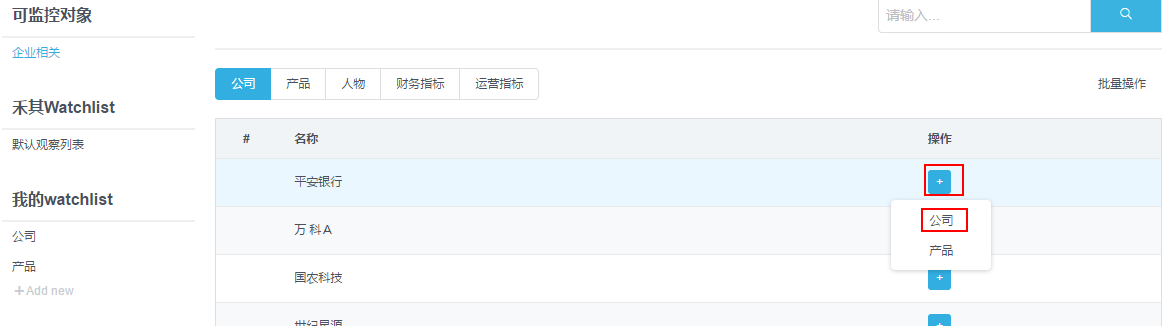 可监控对象
企业相关
禾其Watchlist
默认观察列表
我的watchlist
公司
产品
+Add new
请输入...
公司 产品 人物 财务指标 运营指标 批量操作
# 名称 操作
平安银行 +
公司
产品
万 科A
国农科技 +
世纪星源 +